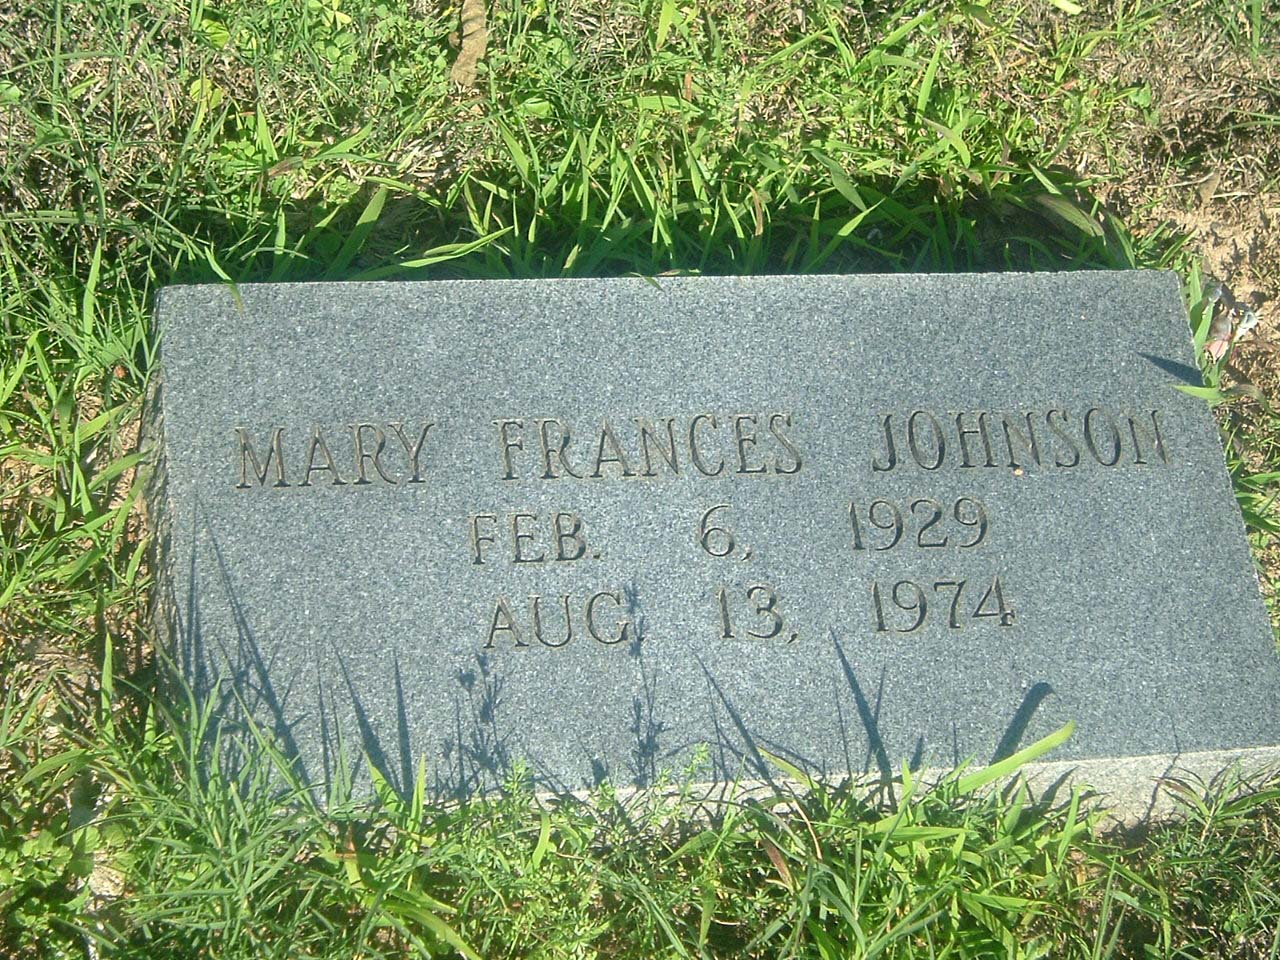 MARY FRANCES JOHNSON
FEB. 6, 1929
AUG. 13, 1974